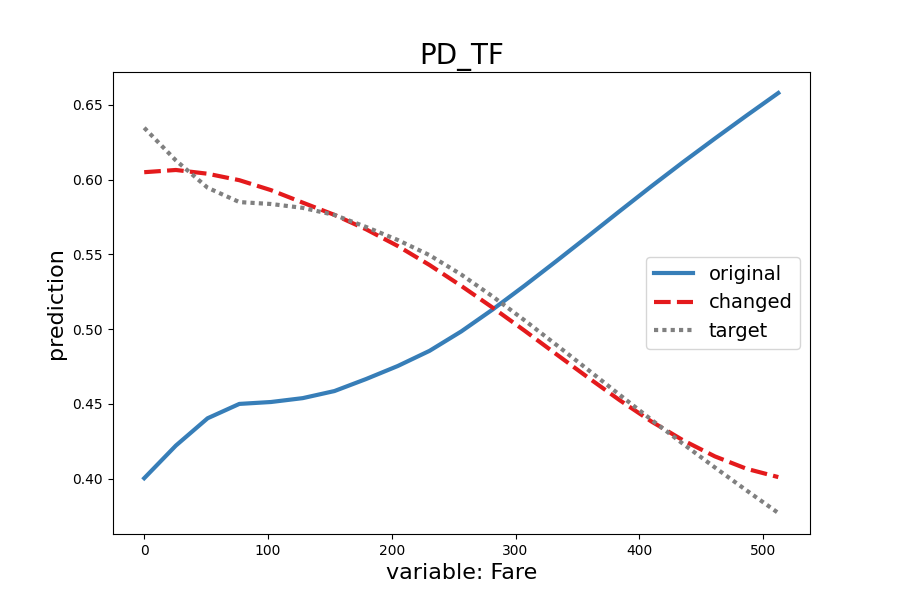 PD_TF
prediction
0.65
0.60
0.55
0.50
0.45
0.40
original
changed
target
0 100 200 300 400 500
variable: Fare